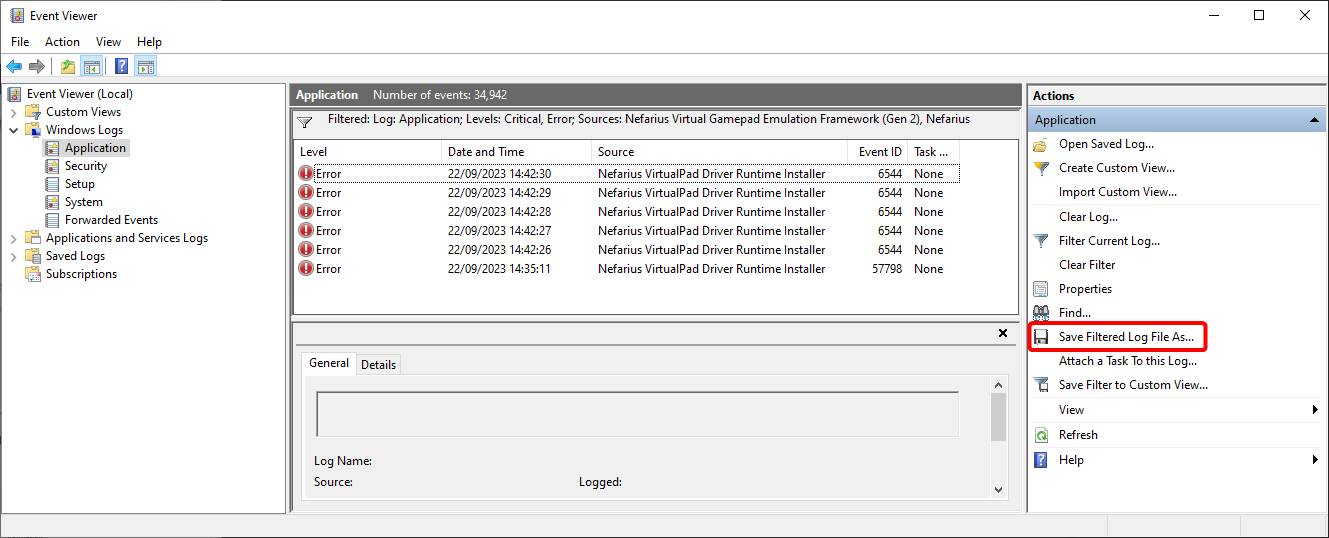 Event Viewer
File Action View Help
Event Viewer (Local)
Custom Views
Windows Logs
Application
Security
Setup
System
Forwarded Events
Applications and Services Logs
Saved Logs
Subscriptions
Application Number of events: 34,942
Filtered: Log: Application; Levels: Critical, Error; Sources: Nefarius Virtual Gamepad Emulation Framework (Gen 2), Nefarius
Level Date and Time Source Event ID Task ...
Error 22/09/2023 14:42:30 Nefarius VirtualPad Driver Runtime Installer 6544 None
Error 22/09/2023 14:42:29 Nefarius VirtualPad Driver Runtime Installer 6544 None
Error 22/09/2023 14:42:28 Nefarius VirtualPad Driver Runtime Installer 6544 None
Error 22/09/2023 14:42:27 Nefarius VirtualPad Driver Runtime Installer 6544 None
Error 22/09/2023 14:42:26 Nefarius VirtualPad Driver Runtime Installer 6544 None
Error 22/09/2023 14:35:11 Nefarius VirtualPad Driver Runtime Installer 57798 None
General Details
Log Name:
Source: Logged:
Actions
Application
Open Saved Log...
Create Custom View...
Import Custom View...
Clear Log...
Filter Current Log...
Clear Filter
Properties
Find...
Save Filtered Log File As...
Attach a Task To this Log...
Save Filter to Custom View...
View
Refresh
Help